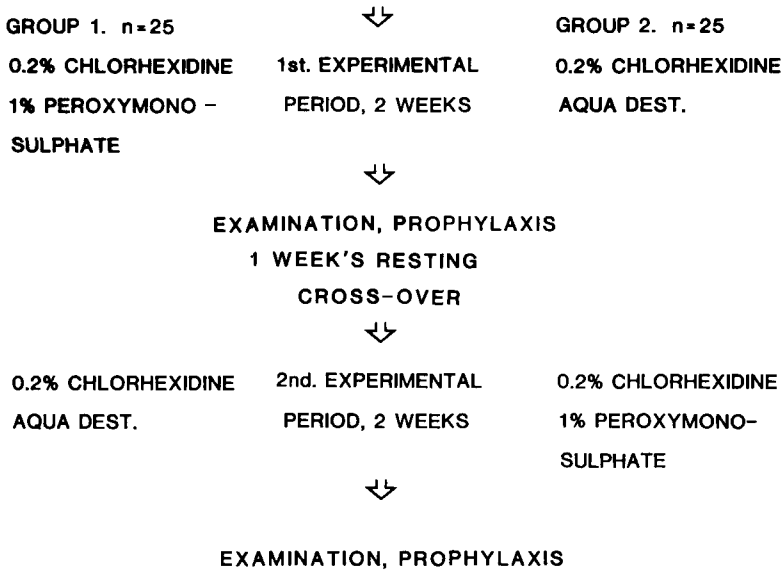 GROUP 1. n=25
GROUP 2. n=25
0.2% CHLORHEXIDINE
1st. EXPERIMENTAL
0.2% CHLORHEXIDINE
1% PEROXYMONO-
PERIOD, 2 WEEKS
AQUA DEST.
SULPHATE
EXAMINATION, PROPHYLAXIS
1 WEEK'S RESTING
CROSS-OVER
0.2% CHLORHEXIDINE
2nd. EXPERIMENTAL
0.2% CHLORHEXIDINE
AQUA DEST.
PERIOD, 2 WEEKS
1% PEROXYMONO-
SULPHATE
EXAMINATION, PROPHYLAXIS